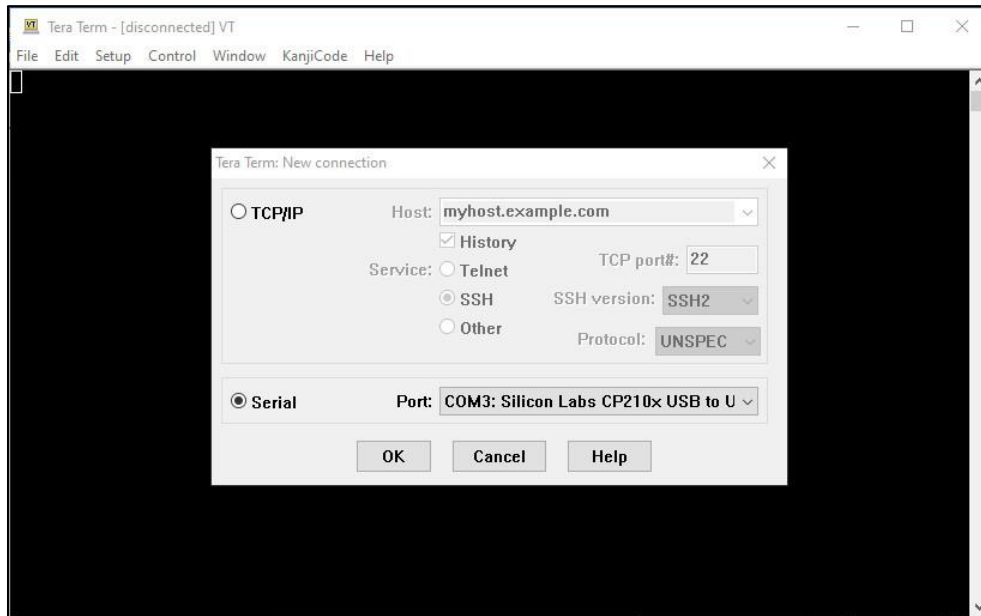 VT Tera Term - [disconnected] VT
File Edit Setup Control Window KanjiCode Help
Tera Term: New connection
TCP/IP Host: myhost.example.com
History
Service: Telnet TCP port#: 22
SSH SSH version: SSH2
Other Protocol: UNSPEC
Serial Port: COM3: Silicon Labs CP210x USB to U
OK Cancel Help